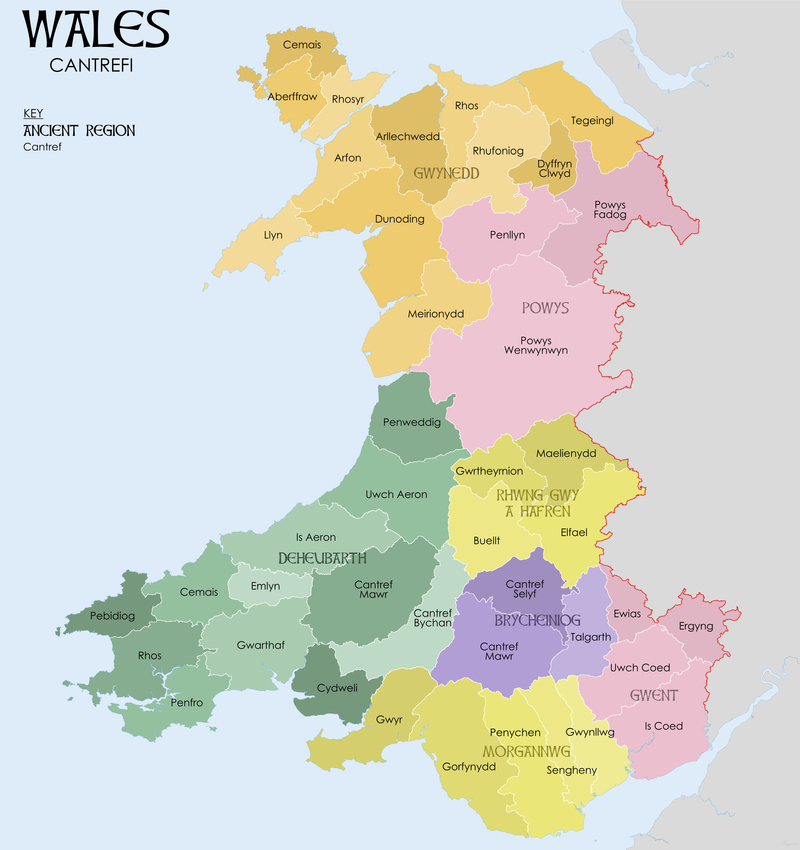 WALES
CANTREFI
KEY
ANCIENT REGION
Cantref
Cemais
Aberffraw
Rhosyr
Rhos
Tegeingl
Arllechwedd
Rhufoniog
Arfon
Dyffryn
Clwyd
GWYNEDD
Powys
Fadog
Dunoding
Llyn
Penllyn
Meirionydd
POWYS
Powys
Wenwynwyn
Penweddig
Maelienydd
Gwrtheyrnion
Uwch Aeron
RHWNG GWY
A HAFREN
Elfael
Buellt
Is Aeron
DEHEUBARTH
Cantref
Mawr
Emlyn
Cemais
Cantref
Selyf
Pebidiog
Cantref
Bychan
BRYCHEINIOG
Ewias
Ergyng
Talgarth
Gwarthaf
Rhos
Cantref
Mawr
Uwch Coed
Cydweli
GWENT
Penfro
Gwyr
Is Coed
Penychen
Gwynllwg
MORGANNWG
Gorfynydd
Sengheny